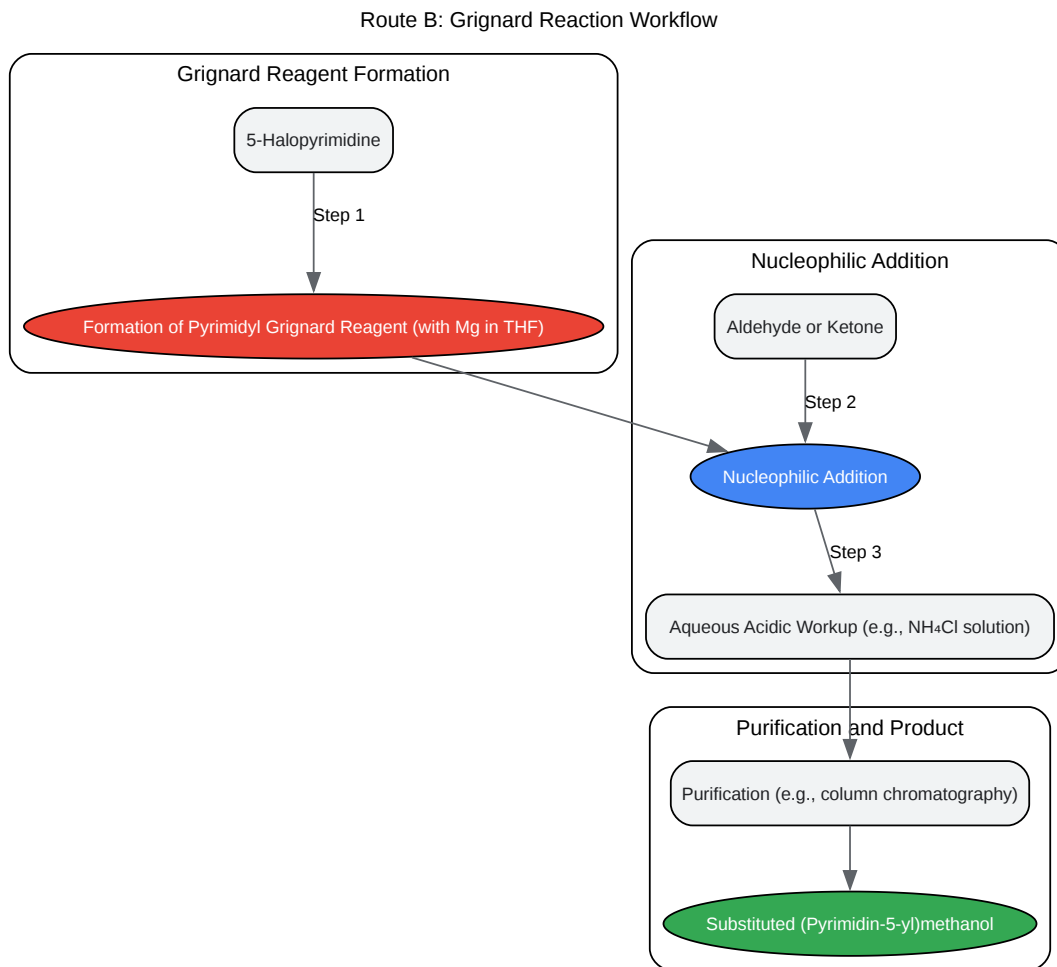 Route B: Grignard Reaction Workflow
Grignard Reagent Formation
5-Halopyrimidine
Step 1
Formation of Pyrimidyl Grignard Reagent (with Mg in THF)
Nucleophilic Addition
Aldehyde or Ketone
Step 2
Nucleophilic Addition
Step 3
Aqueous Acidic Workup (e.g., NH₄Cl solution)
Purification and Product
Purification (e.g., column chromatography)
Substituted (Pyrimidin-5-yl)methanol